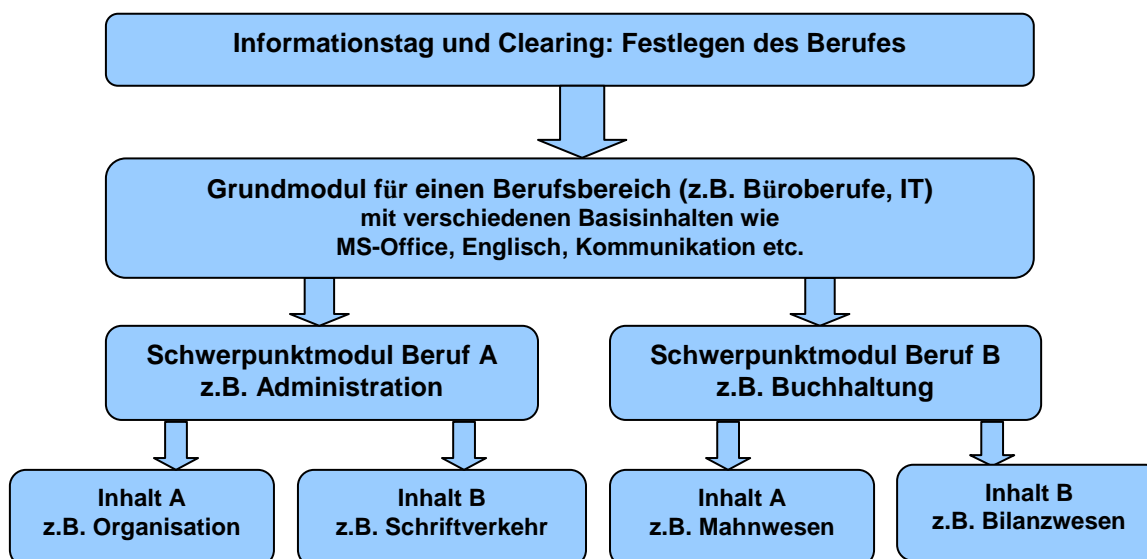 Informationstag und Clearing: Festlegen des Berufes
Grundmodul für einen Berufsbereich (z.B. Büroberufe, IT)
mit verschiedenen Basisinhalten wie
MS-Office, Englisch, Kommunikation etc.
Schwerpunktmodul Beruf A
z.B. Administration
Schwerpunktmodul Beruf B
z.B. Buchhaltung
Inhalt A
z.B. Organisation
Inhalt B
z.B. Schriftverkehr
Inhalt A
z.B. Mahnwesen
Inhalt B
z.B. Bilanzwesen